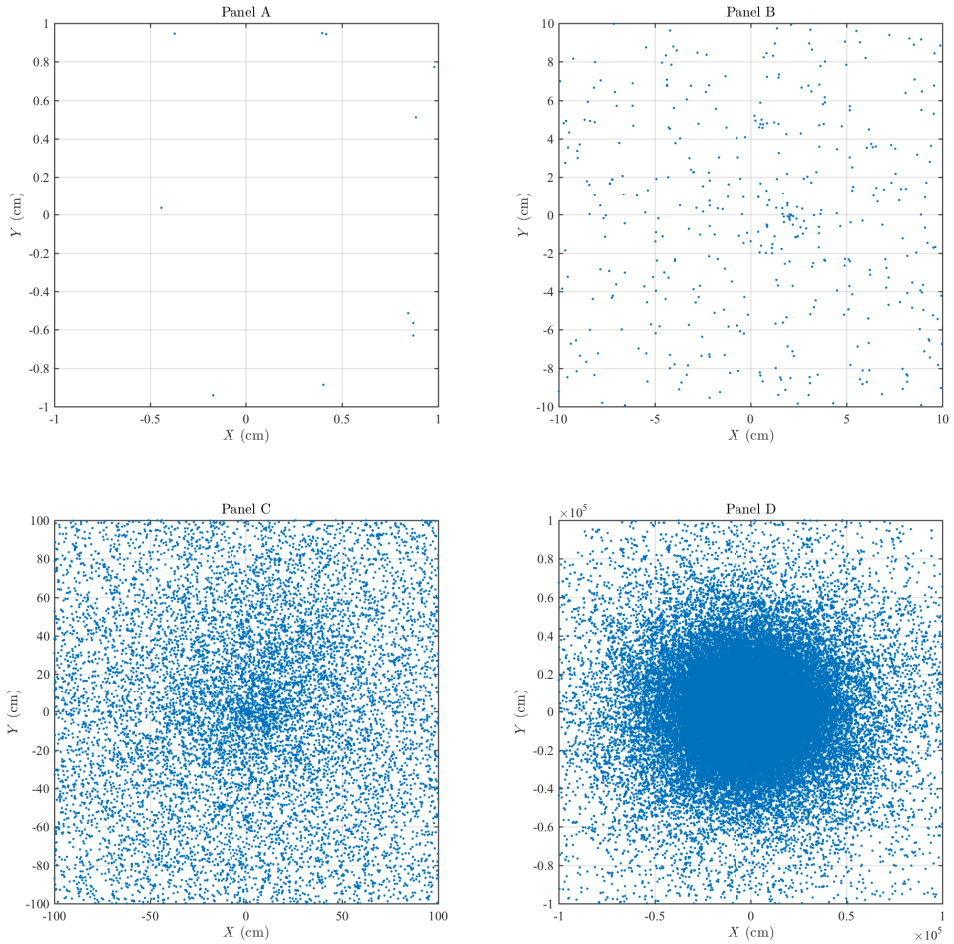 Panel A
1
0.8
0.6
0.4
0.2
0
-0.2
-0.4
-0.6
-0.8
-1
Y (cm)
-1 -0.5 0 0.5 1
X (cm)
Panel B
10
8
6
4
2
0
-2
-4
-6
-8
-10
Y (cm)
-10 -5 0 5 10
X (cm)
Panel C
100
80
60
40
20
0
-20
-40
-60
-80
-100
Y (cm)
-100 -50 0 50 100
X (cm)
Panel D
×10⁵
1
0.8
0.6
0.4
0.2
0
-0.2
-0.4
-0.6
-0.8
-1
Y (cm)
-1 -0.5 0 0.5 1
X (cm)
×10⁵